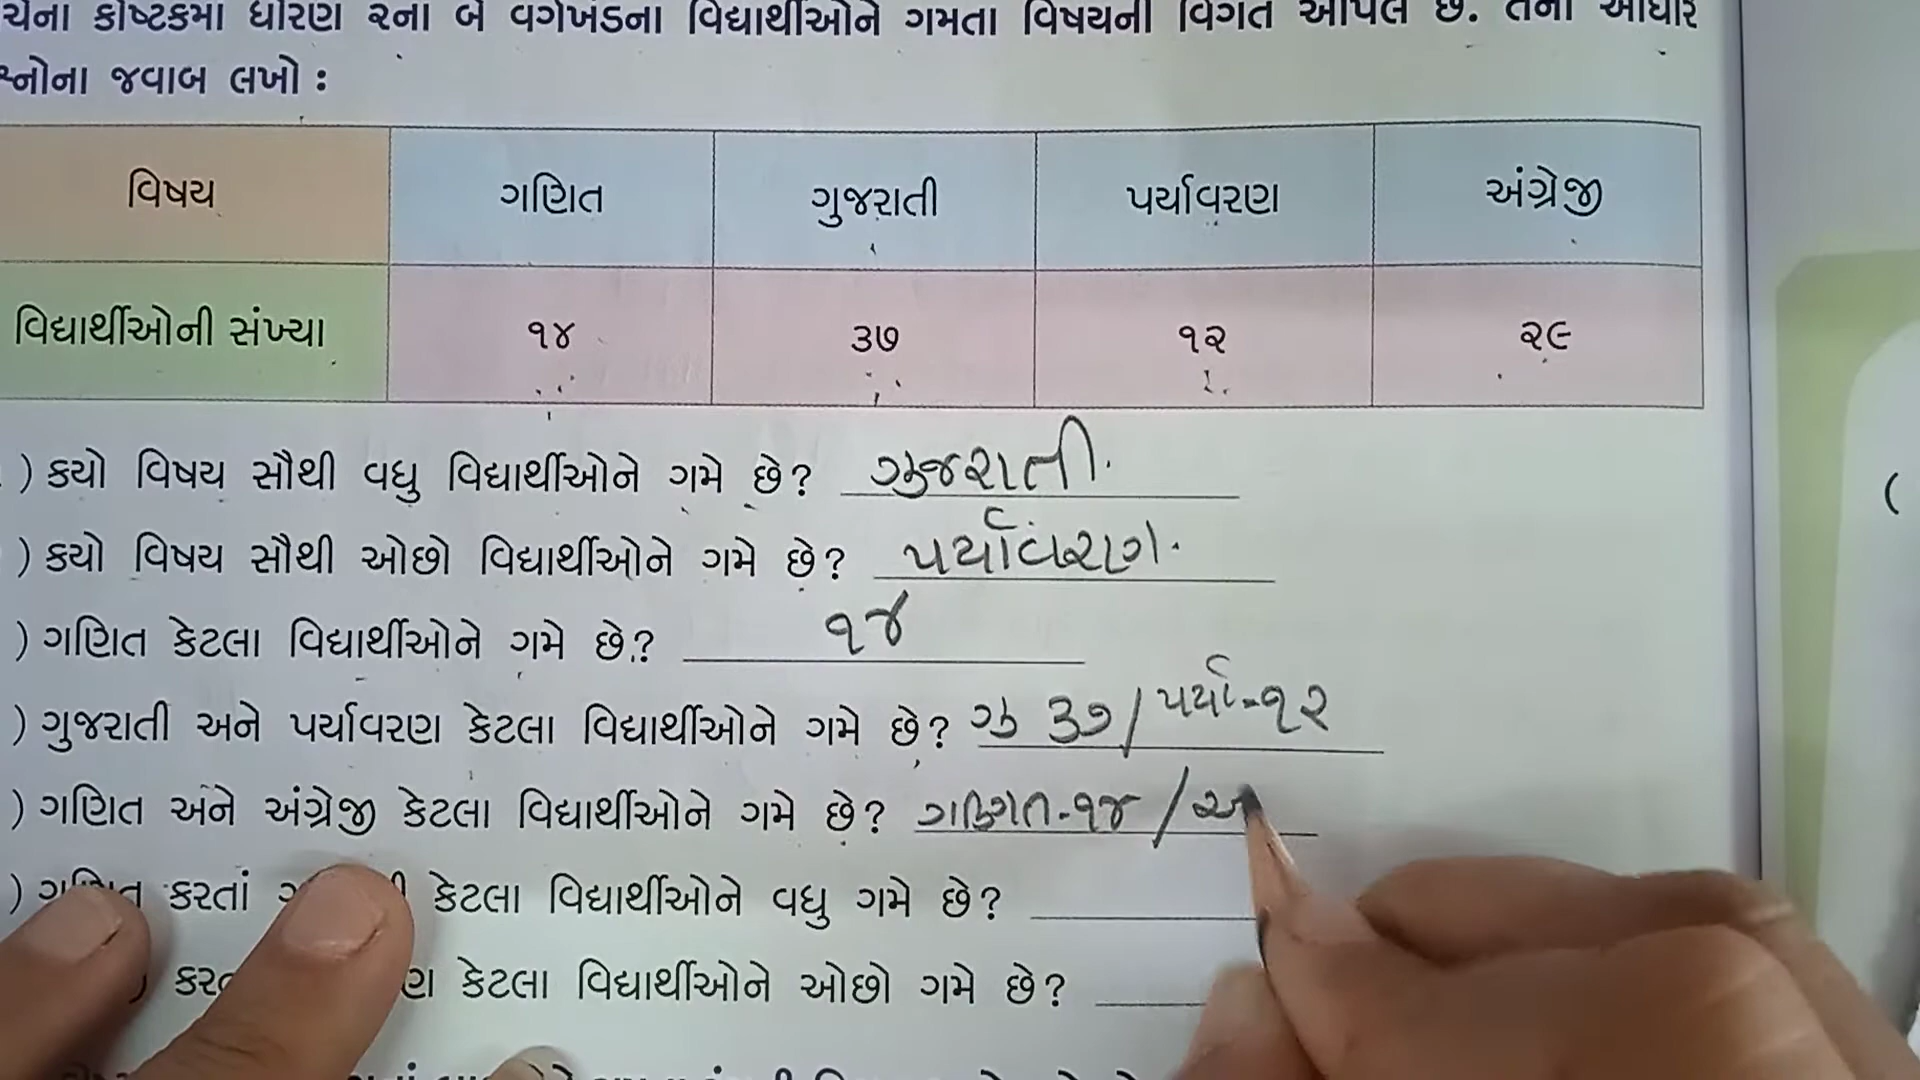 કોષ્ટકમાં ધોરણ ૨ના બે વર્ગખંડના વિદ્યાર્થીઓને ગમતા વિષયની વિગત આપેલ છે. તેના આધારે
જવાબ લખો :
વિષય ગણિત ગુજરાતી પર્યાવરણ અંગ્રેજી
વિદ્યાર્થીઓની સંખ્યા ૧૪ ૩૭ ૧૨ ૨૯
) કયો વિષય સૌથી વધુ વિદ્યાર્થીઓને ગમે છે? ગુજરાતી.
) કયો વિષય સૌથી ઓછો વિદ્યાર્થીઓને ગમે છે? પર્યાવરણ.
) ગણિત કેટલા વિદ્યાર્થીઓને ગમે છે? ૧૪
) ગુજરાતી અને પર્યાવરણ કેટલા વિદ્યાર્થીઓને ગમે છે? ગુ ૩૭ / પર્યા-૧૨
) ગણિત અને અંગ્રેજી કેટલા વિદ્યાર્થીઓને ગમે છે? ગણિત-૧૪ / અ
) કરતાં કેટલા વિદ્યાર્થીઓને વધુ ગમે છે?
કેટલા વિદ્યાર્થીઓને ઓછો ગમે છે?